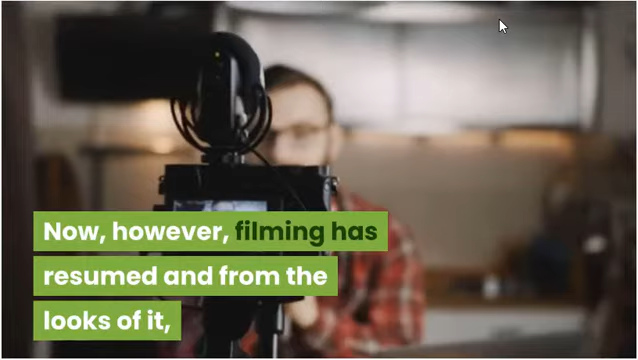 Now, however, filming has
resumed and from the
looks of it,